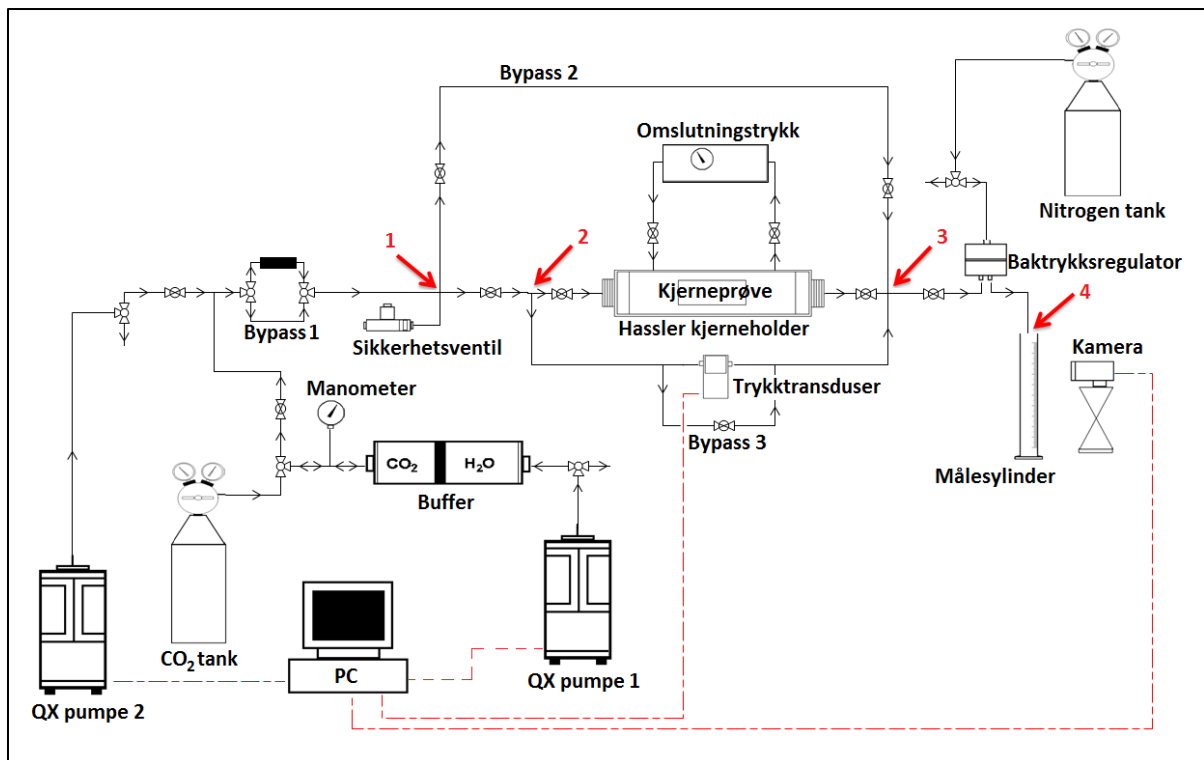 Bypass 2
Omslutningstrykk
Nitrogen tank
1
2
3
Baktrykksregulator
Kjerneprøve
4
Bypass 1
Hassler kjerneholder
Sikkerhetsventil
Kamera
Manometer
Trykktransduser
Bypass 3
CO₂
H₂O
Målesylinder
Buffer
CO₂ tank
PC
QX pumpe 1
QX pumpe 2